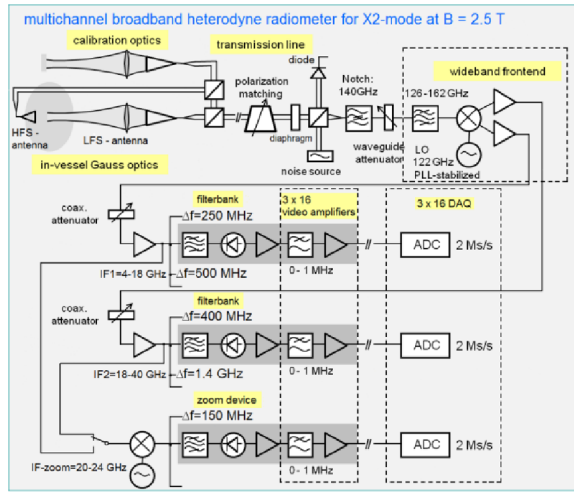 multichannel broadband heterodyne radiometer for X2-mode at B = 2.5 T
calibration optics
transmission line
diode
wideband frontend
polarization
matching
Notch:
140GHz
126-162 GHz
diaphragm
HFS -
antenna
LFS - antenna
waveguide
attenuator
LO
122GHz
PLL-stabilized
in-vessel Gauss optics
noise source
coax.
attenuator
filterbank
Δf=250 MHz
3 x 16
video amplifiers
3 x 16 DAQ
ADC
2 Ms/s
IF1=4-18 GHz
Δf=500 MHz
0- 1 MHz
filterbank
Δf=400 MHz
coax.
attenuator
ADC
2 Ms/s
IF2=18-40 GHz
Δf=1.4 GHz
0- 1 MHz
zoom device
Δf=150 MHz
ADC
2 Ms/s
IF-zoom=20-24 GHz
0- 1 MHz